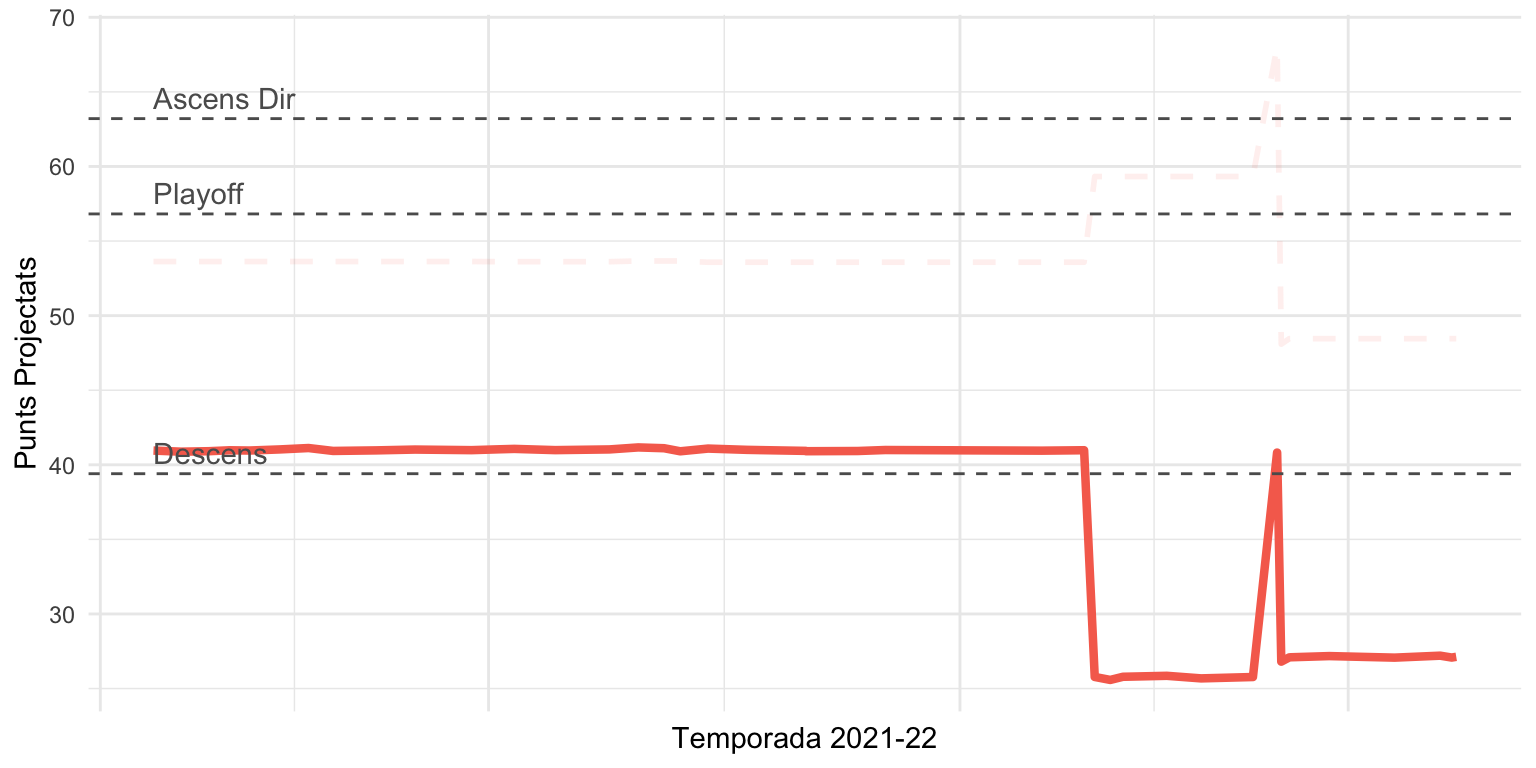 70
60
50
40
30
Punts Projectats
Ascens Dir
Playoff
Descens
Temporada 2021-22